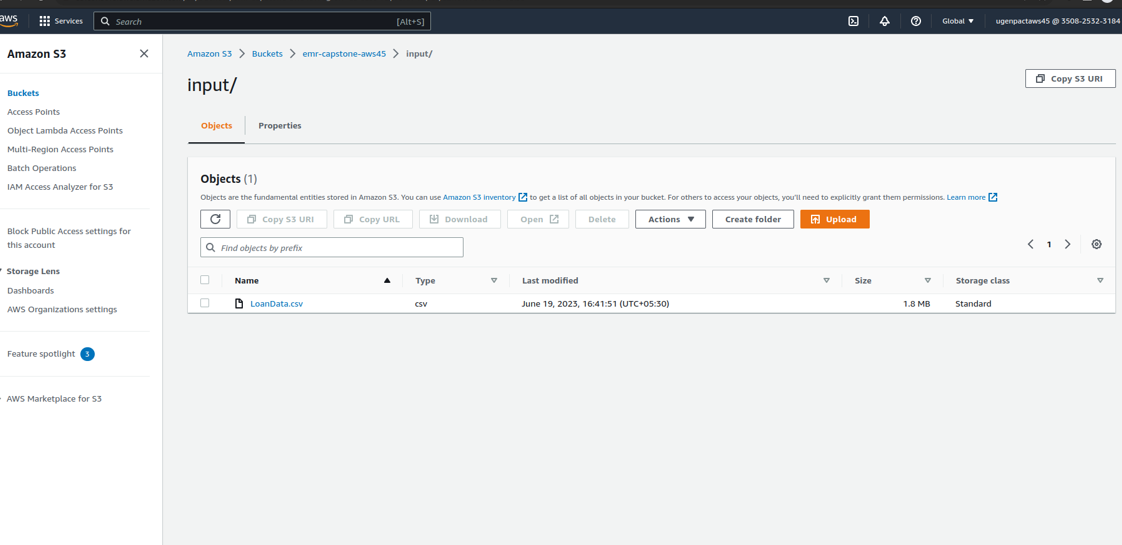 aws
Services
Search
[Alt+S]
Global
ugenpactaws45 @ 3508-2532-3184
Amazon S3
Buckets
Access Points
Object Lambda Access Points
Multi-Region Access Points
Batch Operations
IAM Access Analyzer for S3
Block Public Access settings for
this account
Storage Lens
Dashboards
AWS Organizations settings
Feature spotlight 3
AWS Marketplace for S3
Amazon S3 > Buckets > emr-capstone-aws45 > input/
input/
Copy S3 URI
Objects
Properties
Objects (1)
Objects are the fundamental entities stored in Amazon S3. You can use Amazon S3 inventory to get a list of all objects in your bucket. For others to access your objects, you'll need to explicitly grant them permissions. Learn more
Copy S3 URI
Copy URL
Download
Open
Delete
Actions
Create folder
Upload
Find objects by prefix
1
Name
Type
Last modified
Size
Storage class
LoanData.csv
csv
June 19, 2023, 16:41:51 (UTC+05:30)
1.8 MB
Standard